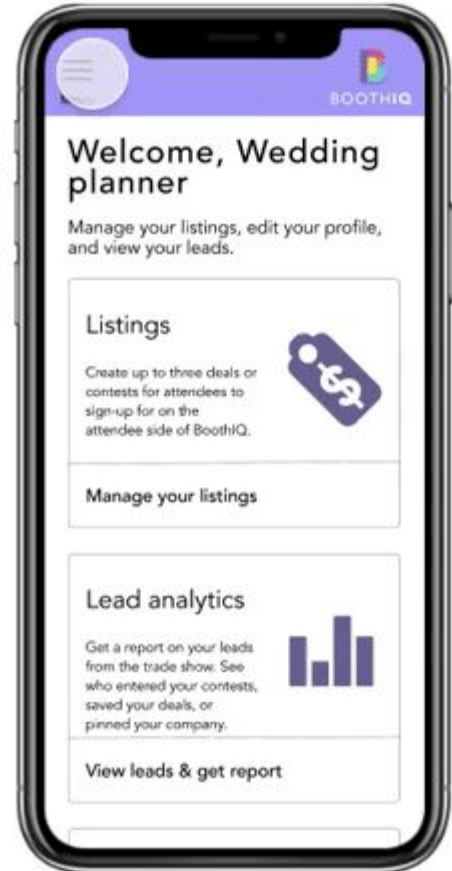 BOOTHIQ
Welcome, Wedding
planner
Manage your listings, edit your profile,
and view your leads.
Listings
Create up to three deals or
contests for attendees to
sign-up for on the
attendee side of BoothIQ.
$
Manage your listings
Lead analytics
Get a report on your leads
from the trade show. See
who entered your contests,
saved your deals, or
pinned your company.
View leads & get report